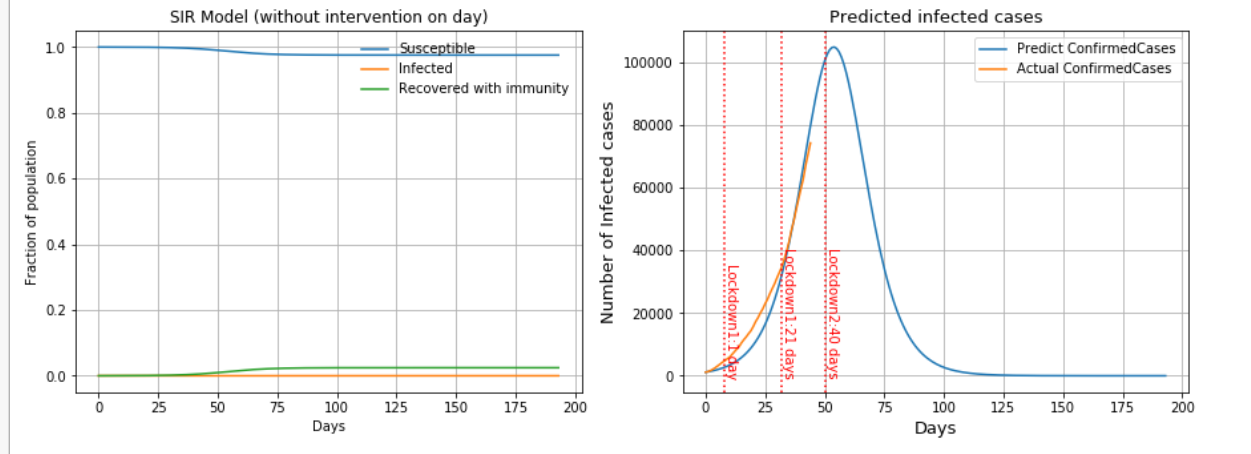 SIR Model (without intervention on day)
Fraction of population
1.0
0.8
0.6
0.4
0.2
0.0
Susceptible
Infected
Recovered with immunity
0 25 50 75 100 125 150 175 200
Days
Predicted infected cases
Number of Infected cases
100000
80000
60000
40000
20000
0
Predict ConfirmedCases
Actual ConfirmedCases
Lockdown1:1 day
Lockdown1:21 days
Lockdown2:40 days
0 25 50 75 100 125 150 175 200
Days